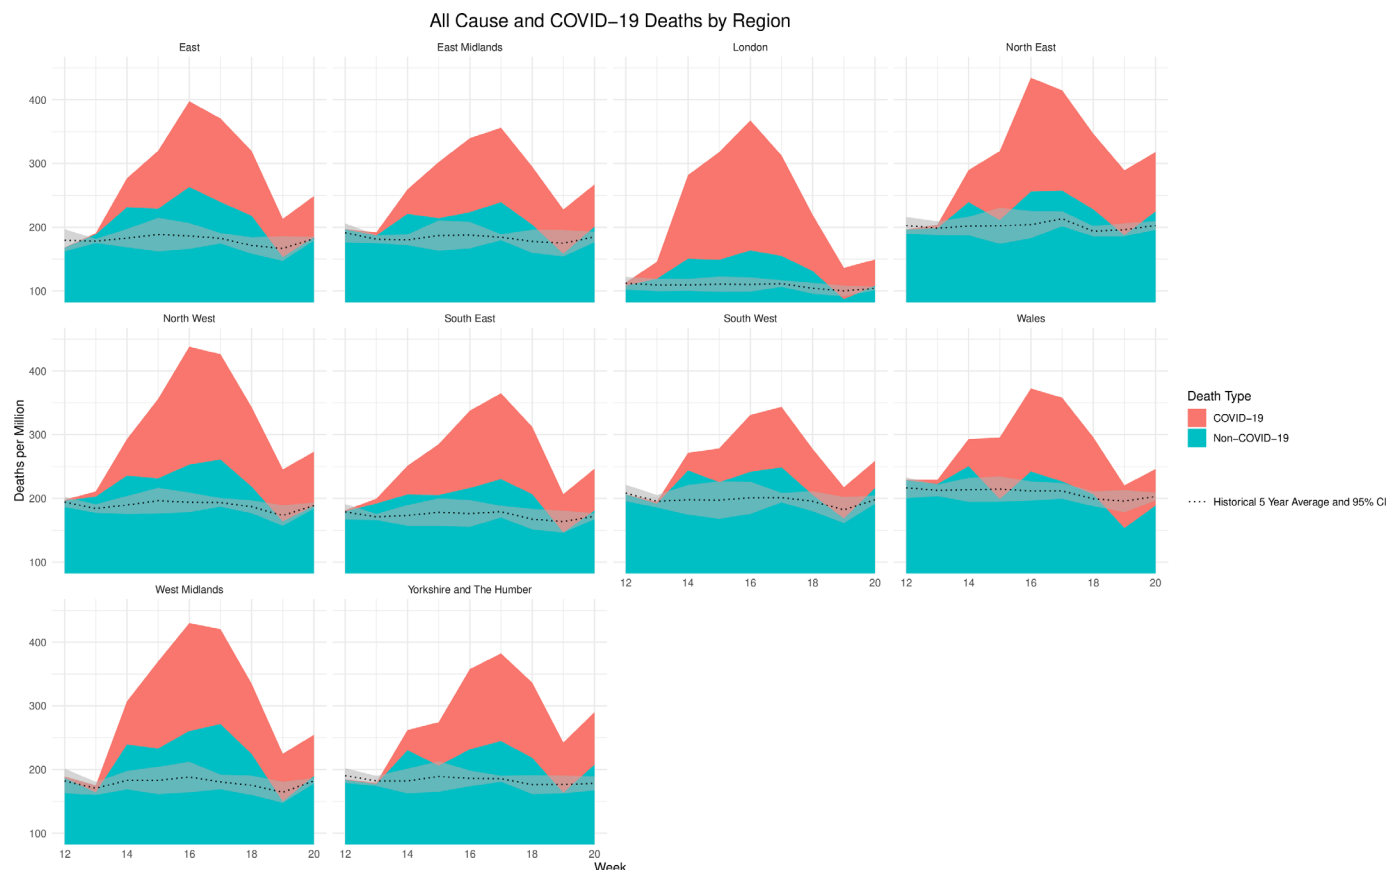 All Cause and COVID−19 Deaths by Region
East
East Midlands
London
North East
400
300
200
100
North West
South East
South West
Wales
400
300
200
100
12 14 16 18 20
12 14 16 18 20
West Midlands
Yorkshire and The Humber
400
300
200
100
12 14 16 18 20
12 14 16 18 20
Week
Deaths per Million
Death Type
COVID−19
Non−COVID−19
Historical 5 Year Average and 95% CI